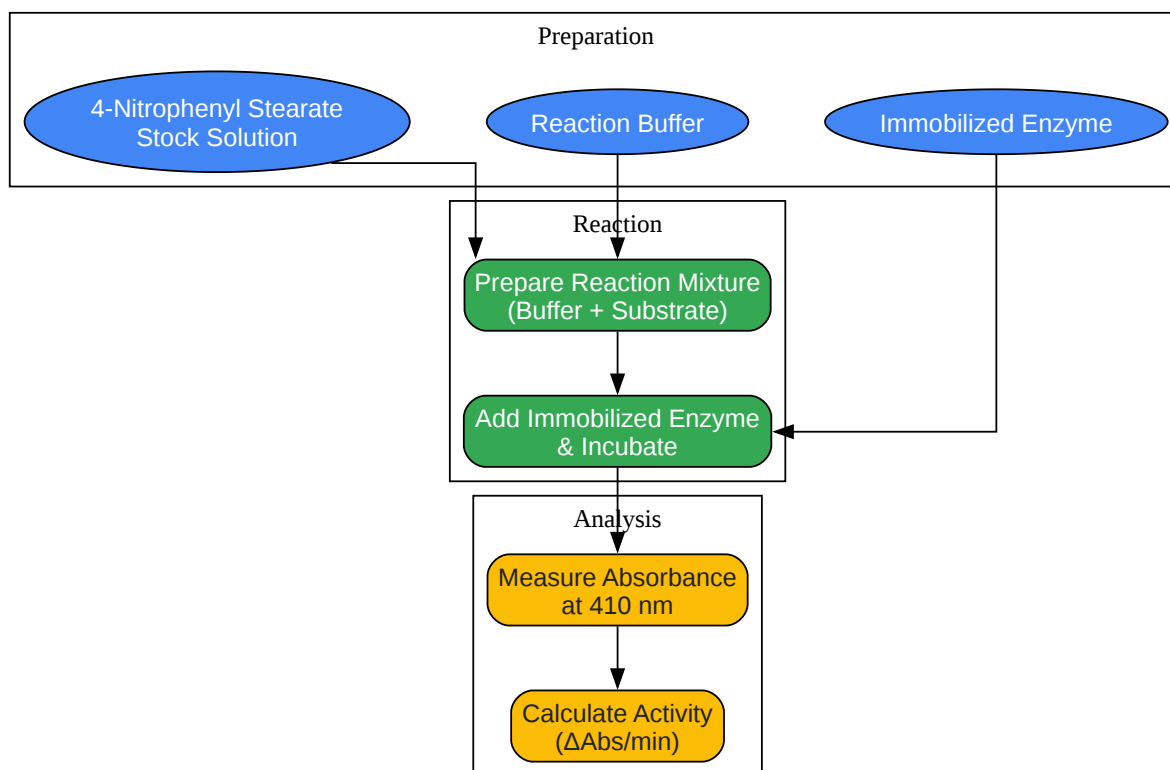 Preparation
4-Nitrophenyl Stearate
Stock Solution
Reaction Buffer
Immobilized Enzyme
Reaction
Prepare Reaction Mixture
(Buffer + Substrate)
Add Immobilized Enzyme
& Incubate
Analysis
Measure Absorbance
at 410 nm
Calculate Activity
(ΔAbs/min)